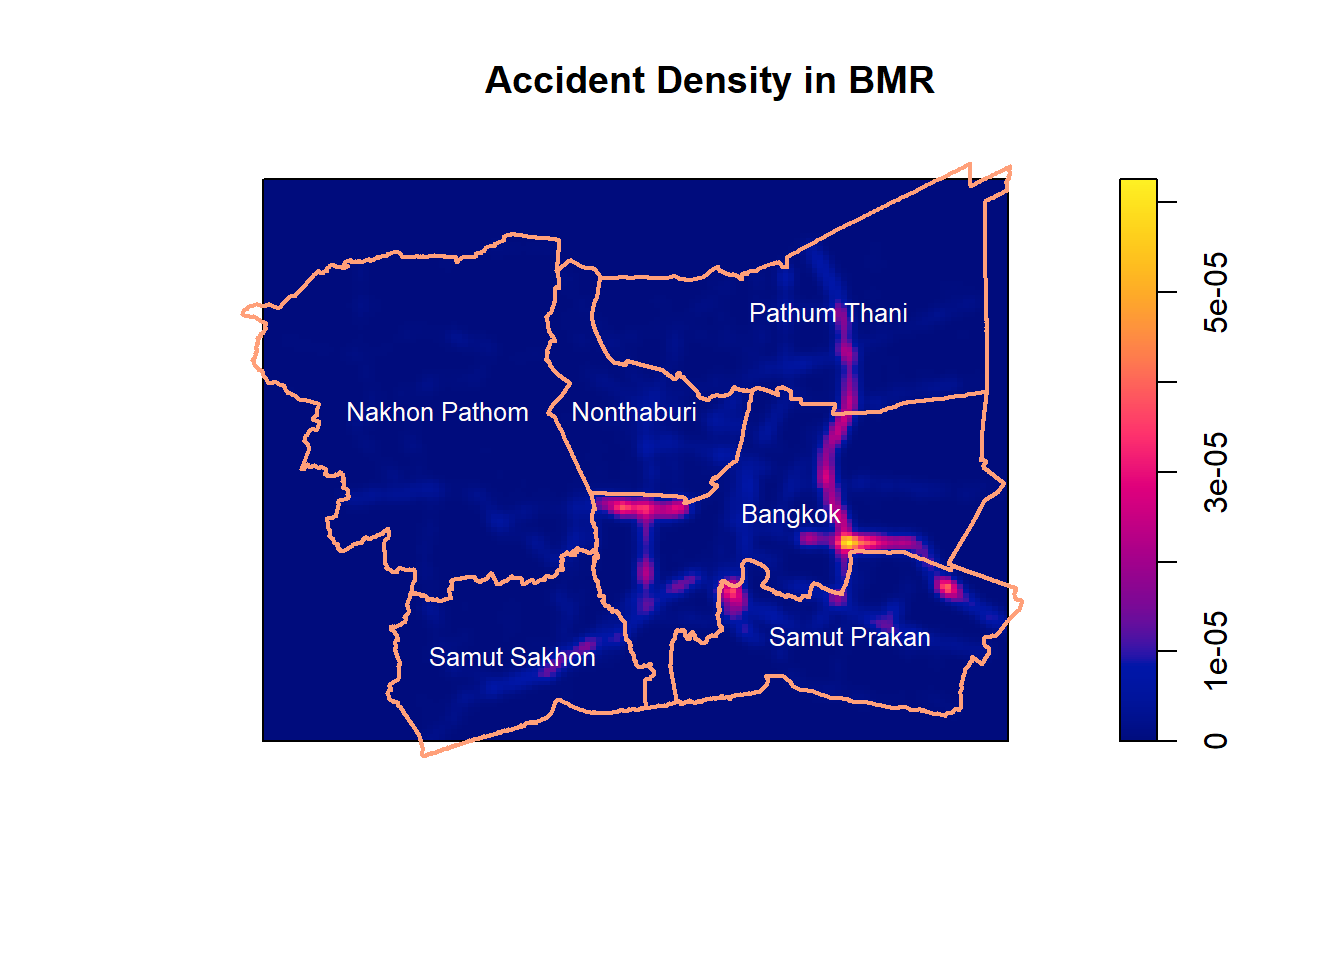 Accident Density in BMR
Pathum Thani
Nakhon Pathom
Nonthaburi
Bangkok
Samut Prakan
Samut Sakhon
5e-05
3e-05
1e-05
0